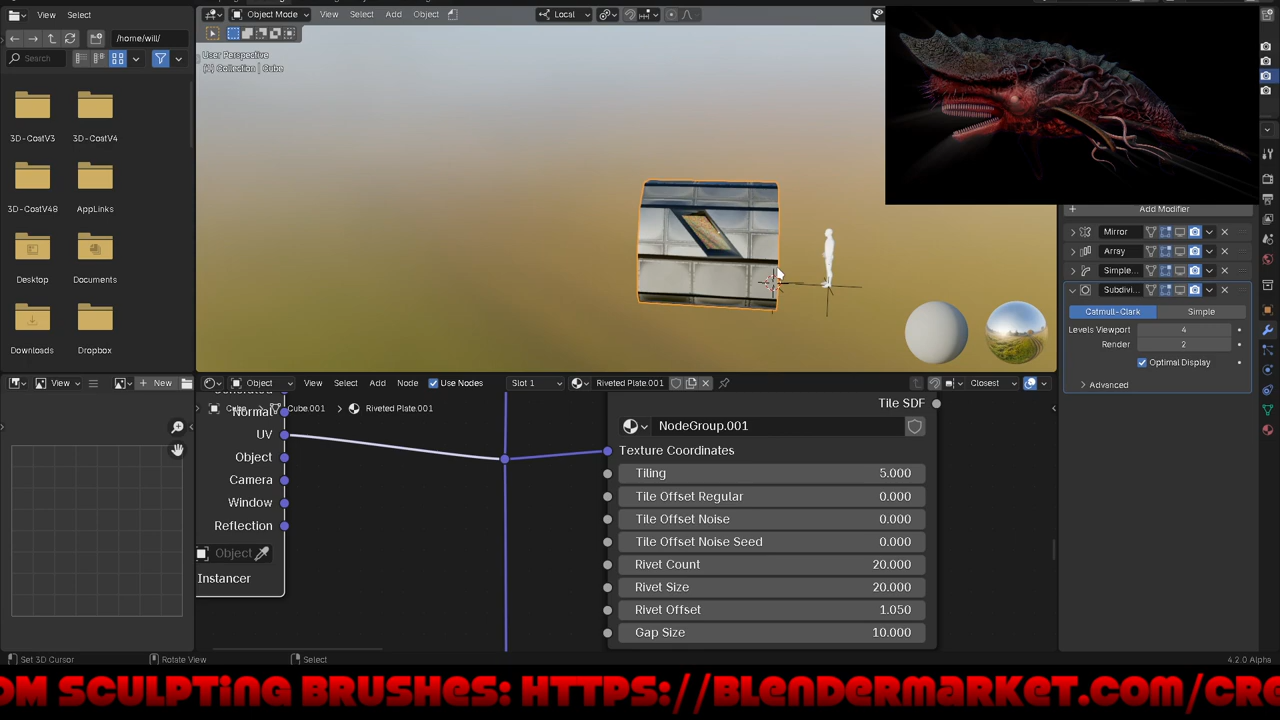 View
Select
Object Mode
View
Select
Add
Object
Local
/home/will/
Search
User Perspective
(1) Collection | Cube
3D-CostV3
3D-CostV4
3D-CostV48
AppLinks
Desktop
Documents
Downloads
Dropbox
Add Modifier
Mirror
Array
Simple...
Subdivi...
Catmull-Clark
Simple
Levels Viewport
4
Render
2
Optimal Display
Advanced
View
New
Object
View
Select
Add
Node
Use Nodes
Slot 1
Riveted Plate.001
Closest
Cube.001
Riveted Plate.001
Normal
UV
Object
Camera
Window
Reflection
Object
Instancer
Tile SDF
NodeGroup.001
Texture Coordinates
Tiling 5.000
Tile Offset Regular 0.000
Tile Offset Noise 0.000
Tile Offset Noise Seed 0.000
Rivet Count 20.000
Rivet Size 20.000
Rivet Offset 1.050
Gap Size 10.000
Set 3D Cursor
Rotate View
Select
4.2.0 Alpha
OM SCULPTING BRUSHES: HTTPS://BLENDERMARKET.COM/CRE